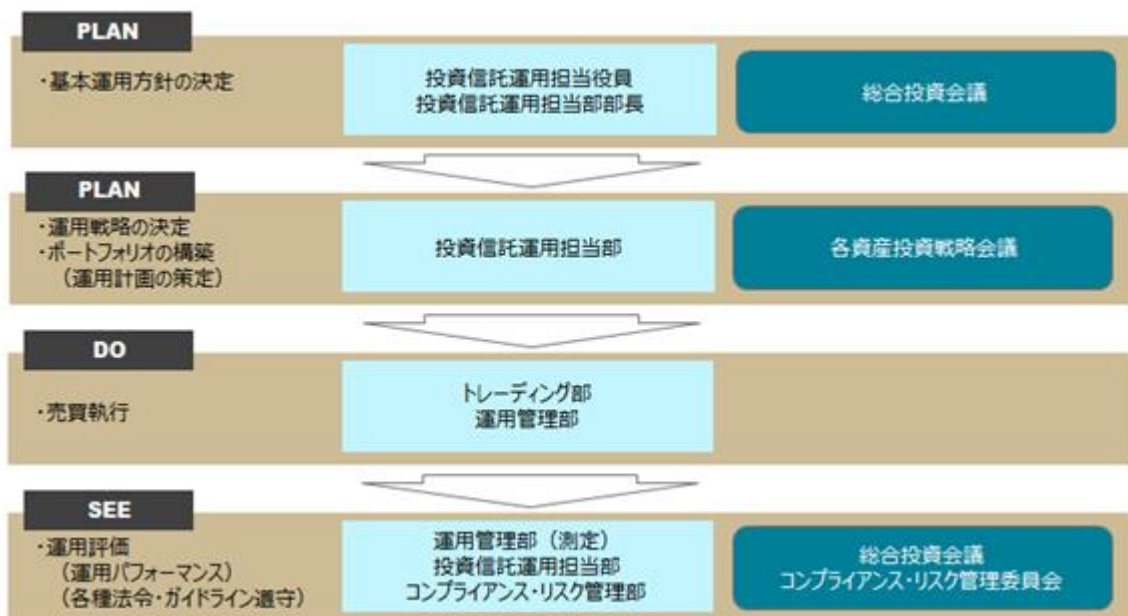 PLAN
・基本運用方針の決定
投資信託運用担当役員
投資信託運用担当部部長
総合投資会議
PLAN
・運用戦略の決定
・ポートフォリオの構築
（運用計画の策定）
投資信託運用担当部
各資産投資戦略会議
DO
・売買執行
トレーディング部
運用管理部
SEE
・運用評価
（運用パフォーマンス）
（各種法令・ガイドライン遵守）
運用管理部（測定）
投資信託運用担当部
コンプライアンス・リスク管理部
総合投資会議
コンプライアンス・リスク管理委員会